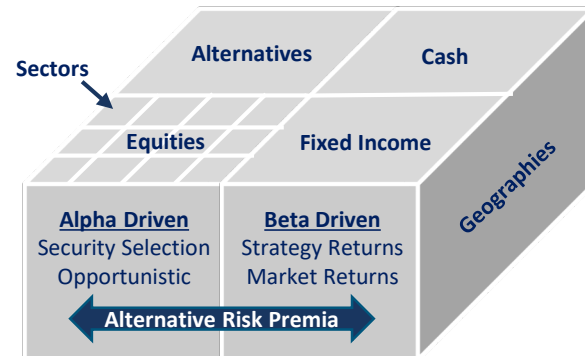 Alternatives
Cash
Sectors
Equities
Fixed Income
Geographies
Alpha Driven
Security Selection
Opportunistic
Beta Driven
Strategy Returns
Market Returns
Alternative Risk Premia